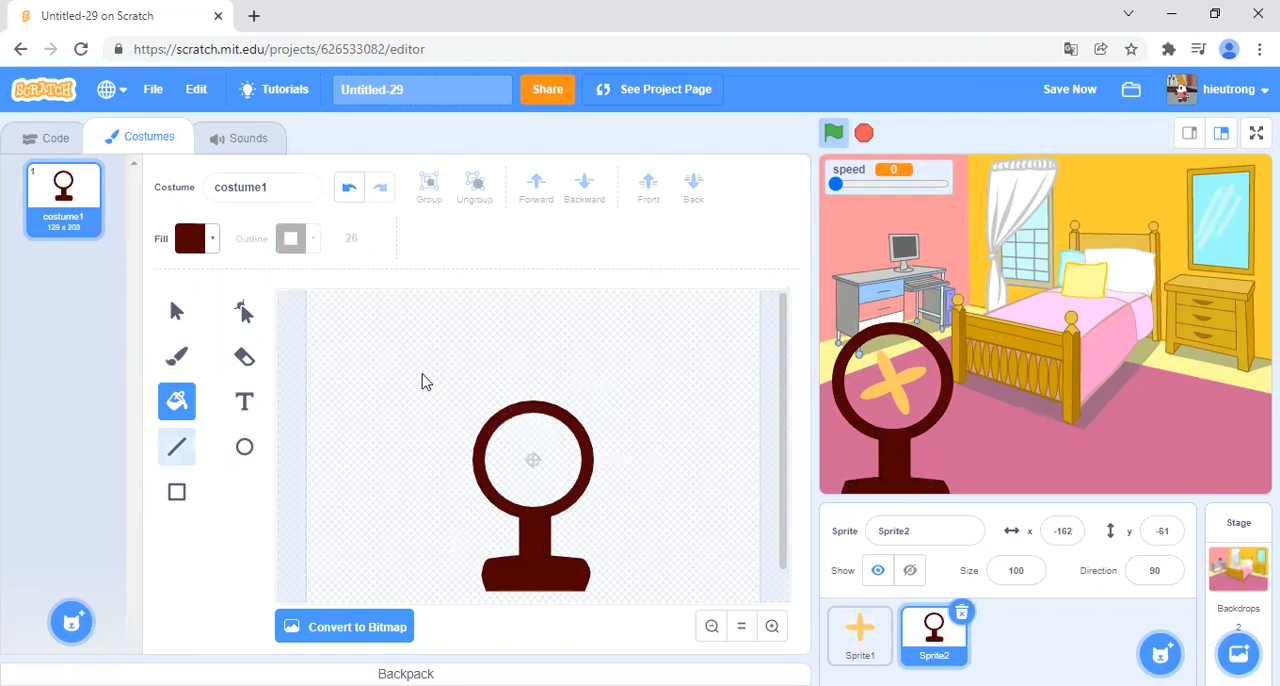 Untitled-29 on Scratch
https://scratch.mit.edu/projects/626533082/editor
SCRATCH File Edit Tutorials Untitled-29 Share See Project Page Save Now hieutrong
Code Costumes Sounds
1
costume1
129 x 203
Costume costume1 Group Ungroup Forward Backward Front Back
Fill Outline 26
T
Convert to Bitmap
Backpack
speed 0
Sprite Sprite2 x -162 y -61
Show Size 100 Direction 90
Sprite1 Sprite2
Stage
Backdrops
2